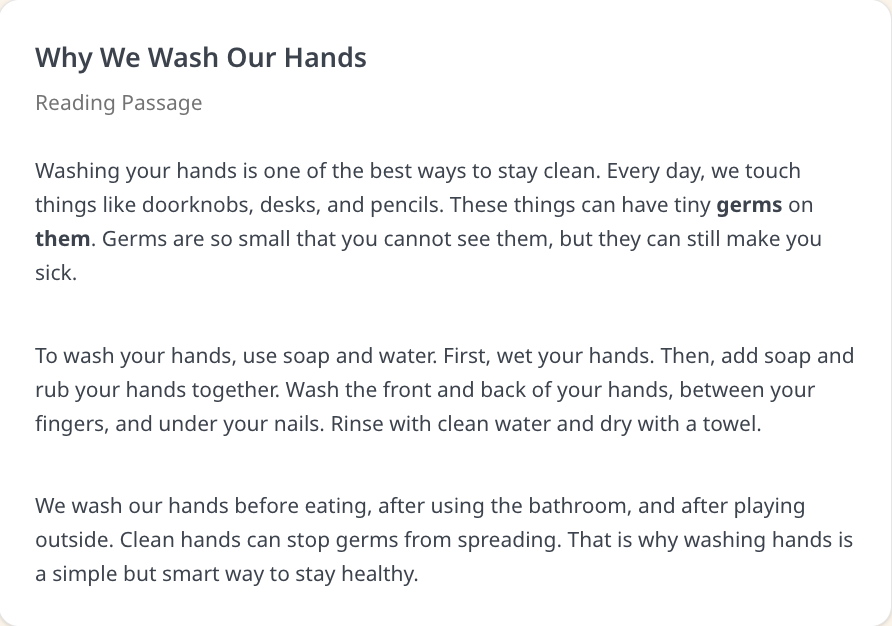 Why We Wash Our Hands
Reading Passage
Washing your hands is one of the best ways to stay clean. Every day, we touch
things like doorknobs, desks, and pencils. These things can have tiny germs on
them. Germs are so small that you cannot see them, but they can still make you
sick.
To wash your hands, use soap and water. First, wet your hands. Then, add soap and
rub your hands together. Wash the front and back of your hands, between your
fingers, and under your nails. Rinse with clean water and dry with a towel.
We wash our hands before eating, after using the bathroom, and after playing
outside. Clean hands can stop germs from spreading. That is why washing hands is
a simple but smart way to stay healthy.